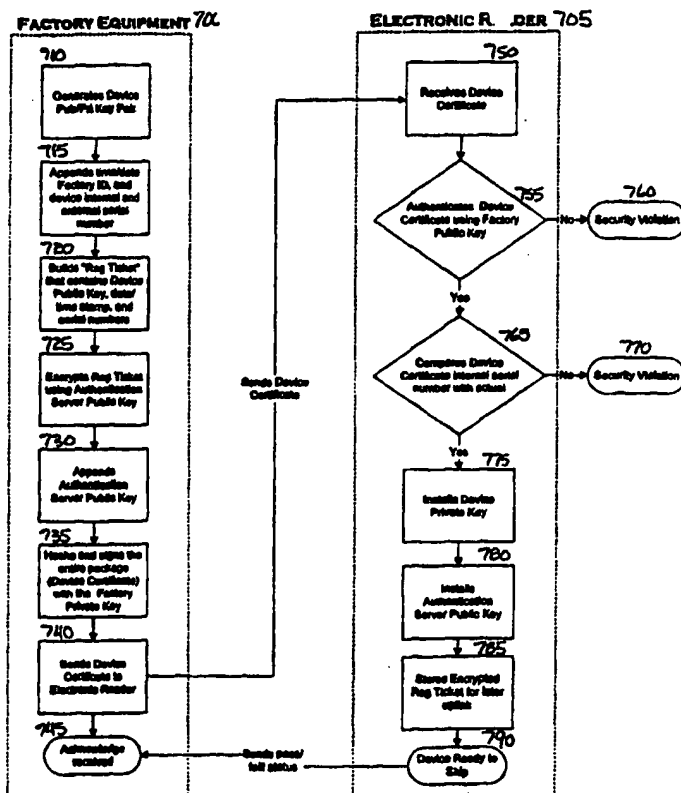 FACTORY EQUIPMENT 70
710
Generates Device
Pub/Pri Key Pair
715
Appends time/date
Factory ID, and
device internal and
external serial
number
720
Builds "Reg Ticket"
that contains Device
Public Key, date/
time stamp, and
serial numbers
725
Encrypts Reg Ticket
using Authentication
Server Public Key
730
Appends
Authentication
Server Public Key
735
Hashes and signs the
entire package
(Device Certificate)
with the Factory
Private Key
740
Sends Device
Certificate to
Electronic Reader
745
Acknowledge
received
Sends Device
Certificate
Sends pass/
fail status
ELECTRONIC R DER 705
750
Receives Device
Certificate
755
Authenticates Device
Certificate using Factory
Public Key
No
760
Security Violation
Yes
765
Compares Device
Certificate internal serial
number with actual
No
770
Security Violation
Yes
775
Installs Device
Private Key
780
Installs
Authentication
Server Public Key
785
Stores Encrypted
Reg Ticket for later
uplink
790
Device Ready to
Ship